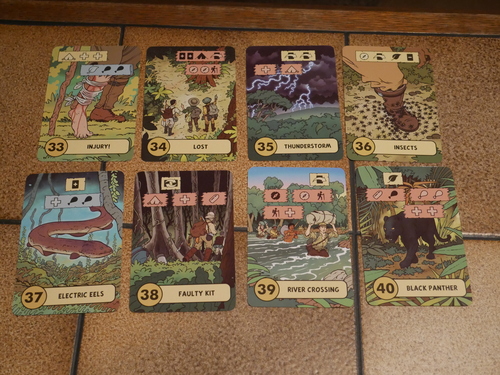 33 INJURY!
34 LOST
35 THUNDERSTORM
36 INSECTS
37 ELECTRIC EELS
38 FAULTY KIT
39 RIVER CROSSING
40 BLACK PANTHER